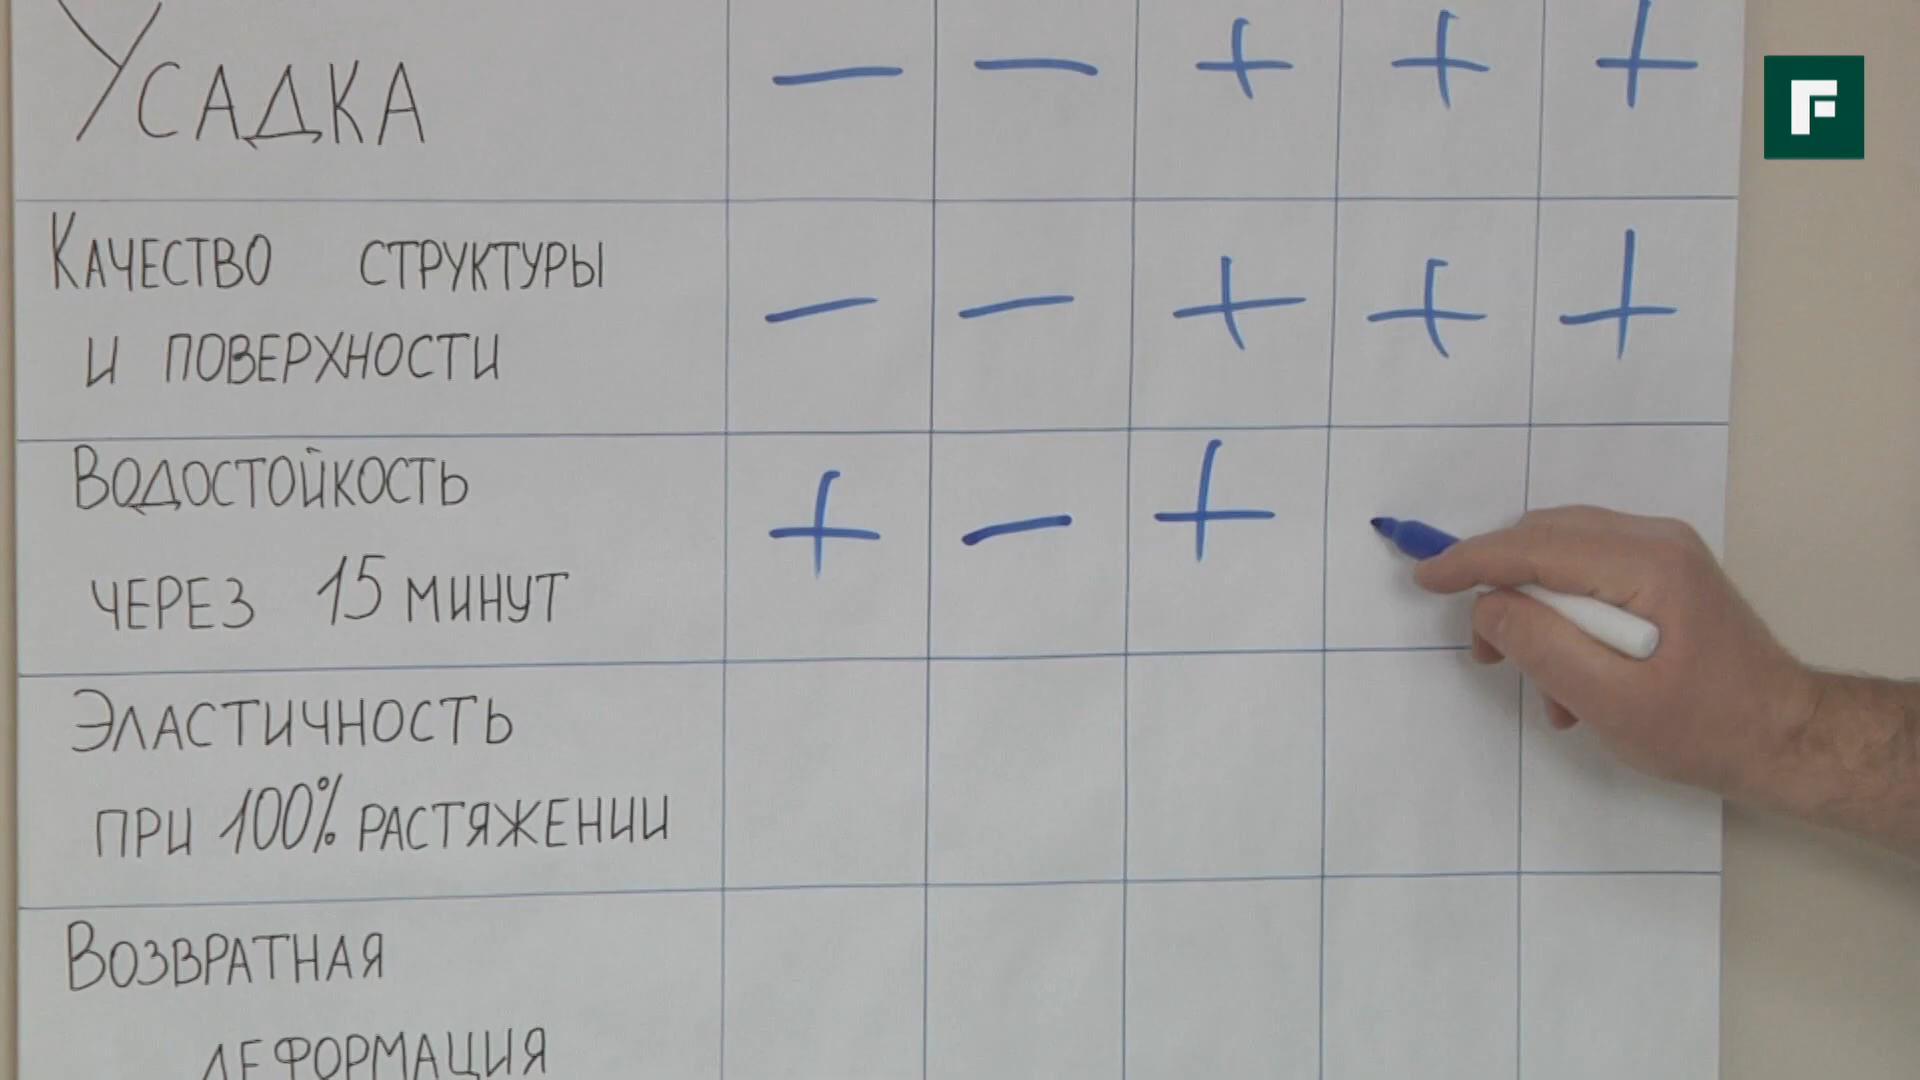 УСАДКА — — + + +
КАЧЕСТВО СТРУКТУРЫ
И ПОВЕРХНОСТИ — — + + +
ВОДОСТОЙКОСТЬ
ЧЕРЕЗ 15 МИНУТ + — +
ЭЛАСТИЧНОСТЬ
ПРИ 100% РАСТЯЖЕНИИ
ВОЗВРАТНАЯ
ДЕФОРМАЦИЯ
F